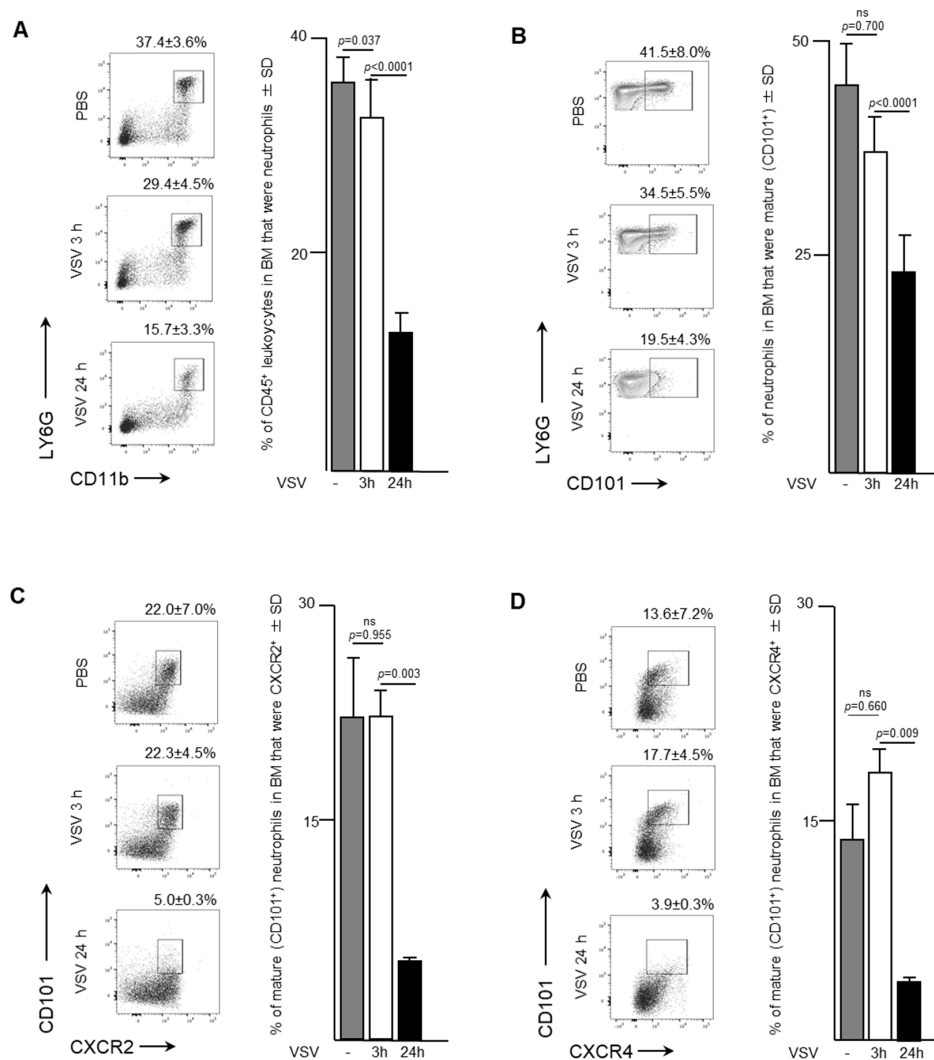 A
37.4±3.6%
PBS
29.4±4.5%
VSV 3 h
15.7±3.3%
VSV 24 h
LY6G
CD11b
% of CD45⁺ leukocytes in BM that were neutrophils ± SD
40
20
p=0.037
p<0.0001
VSV - 3h 24h
B
41.5±8.0%
PBS
34.5±5.5%
VSV 3 h
19.5±4.3%
VSV 24 h
LY6G
CD101
% of neutrophils in BM that were mature (CD101⁺) ± SD
50
25
ns
p=0.700
p<0.0001
VSV - 3h 24h
C
22.0±7.0%
PBS
22.3±4.5%
VSV 3 h
5.0±0.3%
VSV 24 h
CD101
CXCR2
% of mature (CD101⁺) neutrophils in BM that were CXCR2⁺ ± SD
30
15
ns
p=0.955
p=0.003
VSV - 3h 24h
D
13.6±7.2%
PBS
17.7±4.5%
VSV 3 h
3.9±0.3%
VSV 24 h
CD101
CXCR4
% of mature (CD101⁺) neutrophils in BM that were CXCR4⁺ ± SD
30
15
ns
p=0.660
p=0.009
VSV - 3h 24h